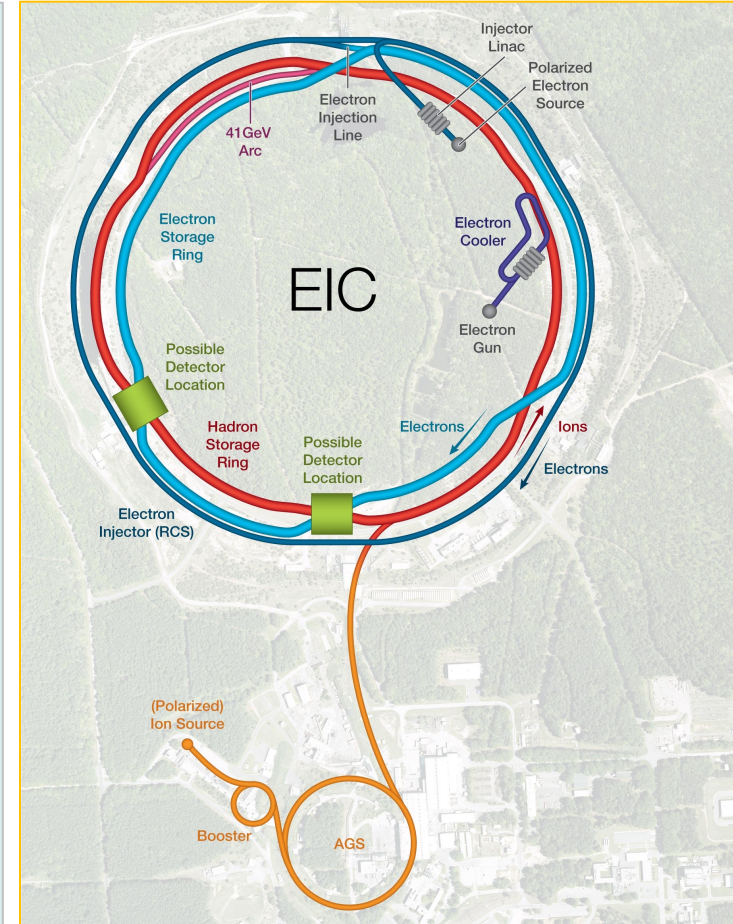 Injector
Linac
Polarized
Electron
Source
Electron
Injection
Line
41GeV
Arc
Electron
Storage
Ring
Electron
Cooler
EIC
Electron
Gun
Possible
Detector
Location
Hadron
Storage
Ring
Possible
Detector
Location
Electrons
Ions
Electrons
Electron
Injector (RCS)
(Polarized)
Ion Source
Booster
AGS